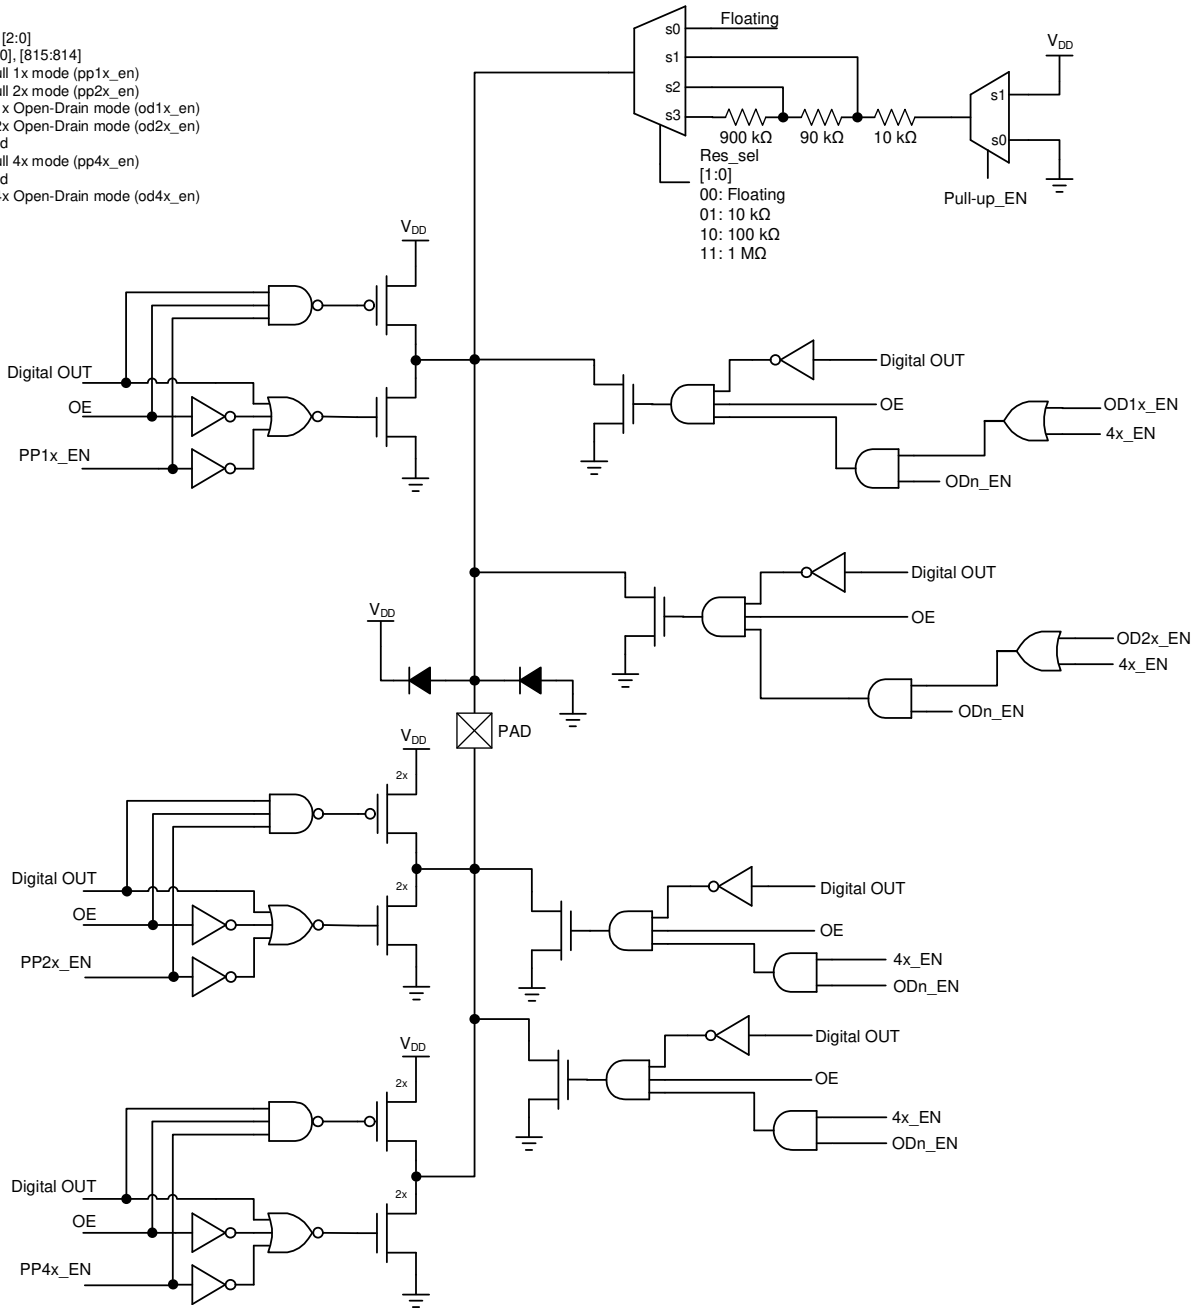 [2:0]
0], [815:814]
ull 1x mode (pp1x_en)
ull 2x mode (pp2x_en)
1x Open-Drain mode (od1x_en)
2x Open-Drain mode (od2x_en)
d
ull 4x mode (pp4x_en)
d
4x Open-Drain mode (od4x_en)
Floating
s0
s1
s2
s3
900 kΩ
90 kΩ
10 kΩ
Res_sel
[1:0]
00: Floating
01: 10 kΩ
10: 100 kΩ
11: 1 MΩ
VDD
s1
s0
Pull-up_EN
VDD
Digital OUT
OE
PP1x_EN
Digital OUT
OE
OD1x_EN
4x_EN
ODn_EN
Digital OUT
OE
OD2x_EN
4x_EN
ODn_EN
VDD
PAD
VDD
2x
2x
Digital OUT
OE
PP2x_EN
Digital OUT
OE
4x_EN
ODn_EN
Digital OUT
OE
4x_EN
ODn_EN
VDD
2x
2x
Digital OUT
OE
PP4x_EN